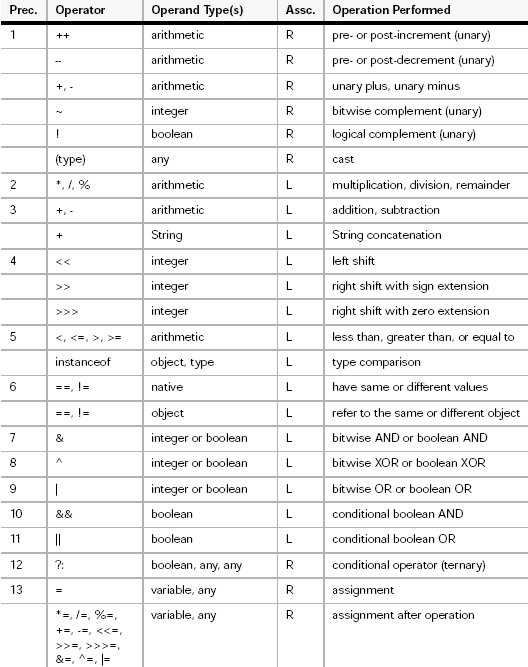 Prec. Operator Operand Type(s) Assc. Operation Performed
1 ++ arithmetic R pre- or post-increment (unary)
-- arithmetic R pre- or post-decrement (unary)
+, - arithmetic R unary plus, unary minus
~ integer R bitwise complement (unary)
! boolean R logical complement (unary)
(type) any R cast
2 *, /, % arithmetic L multiplication, division, remainder
3 +, - arithmetic L addition, subtraction
+ String L String concatenation
4 << integer L left shift
>> integer L right shift with sign extension
>>> integer L right shift with zero extension
5 <, <=, >, >= arithmetic L less than, greater than, or equal to
instanceof object, type L type comparison
6 ==, != native L have same or different values
==, != object L refer to the same or different object
7 & integer or boolean L bitwise AND or boolean AND
8 ^ integer or boolean L bitwise XOR or boolean XOR
9 | integer or boolean L bitwise OR or boolean OR
10 && boolean L conditional boolean AND
11 || boolean L conditional boolean OR
12 ?: boolean, any, any R conditional operator (ternary)
13 = variable, any R assignment
*=, /=, %=, variable, any R assignment after operation
+=, -=, <<=,
>>=, >>>=,
&=, ^=, |=